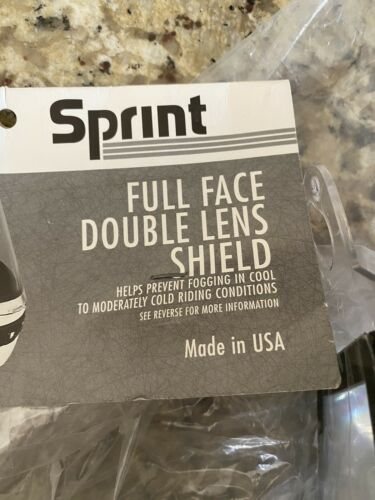 Sprint
FULL FACE
DOUBLE LENS
SHIELD
HELPS PREVENT FOGGING IN COOL
TO MODERATELY COLD RIDING CONDITIONS
SEE REVERSE FOR MORE INFORMATION
Made in USA